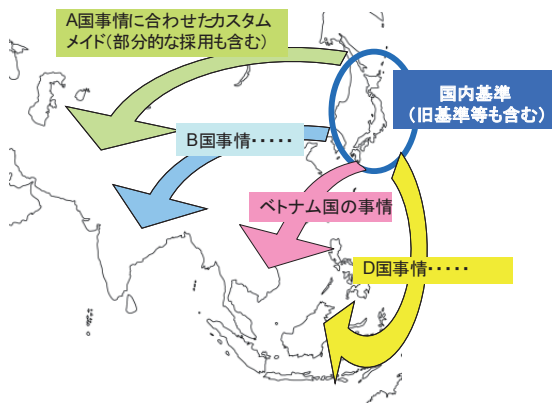 A国事情に合わせたカスタム
メイド（部分的な採用も含む）
国内基準
（旧基準等も含む）
B国事情・・・・・
ベトナム国の事情
D国事情・・・・・